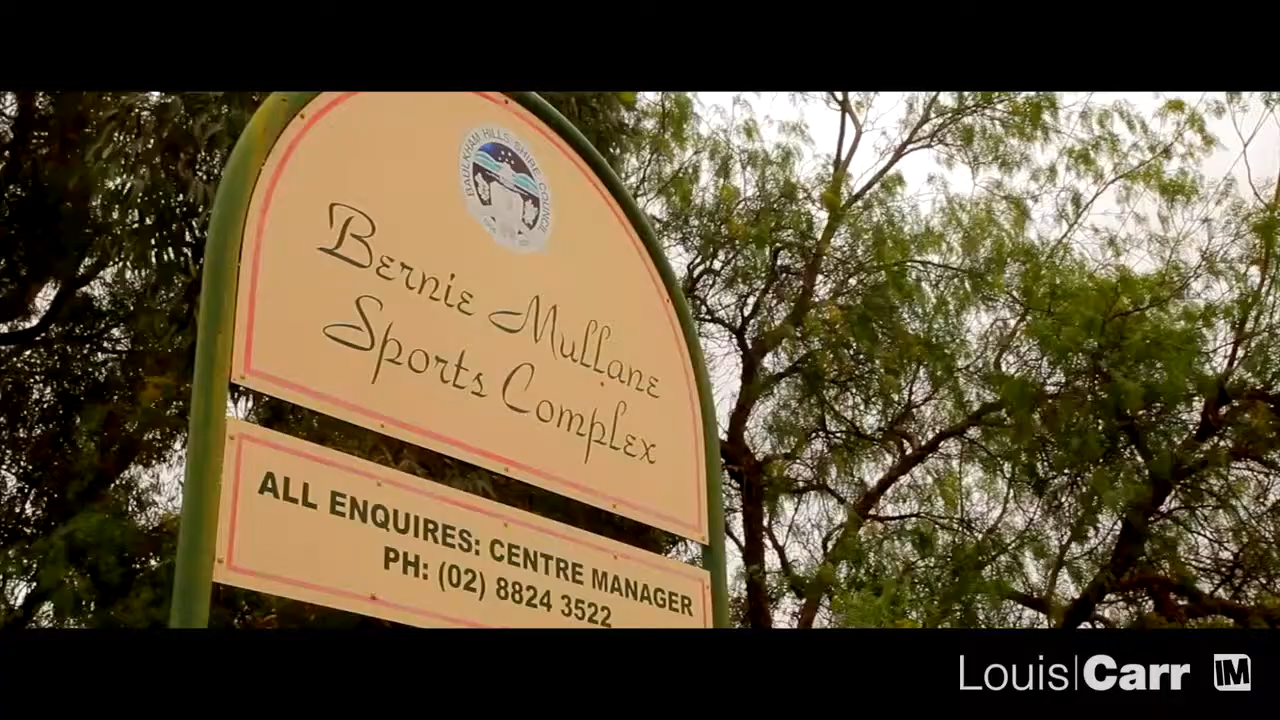 BAULKHAM HILLS SHIRE COUNCIL
Bernie Mullane
Sports Complex
ALL ENQUIRES: CENTRE MANAGER
PH: (02) 8824 3522
Louis|Carr IM